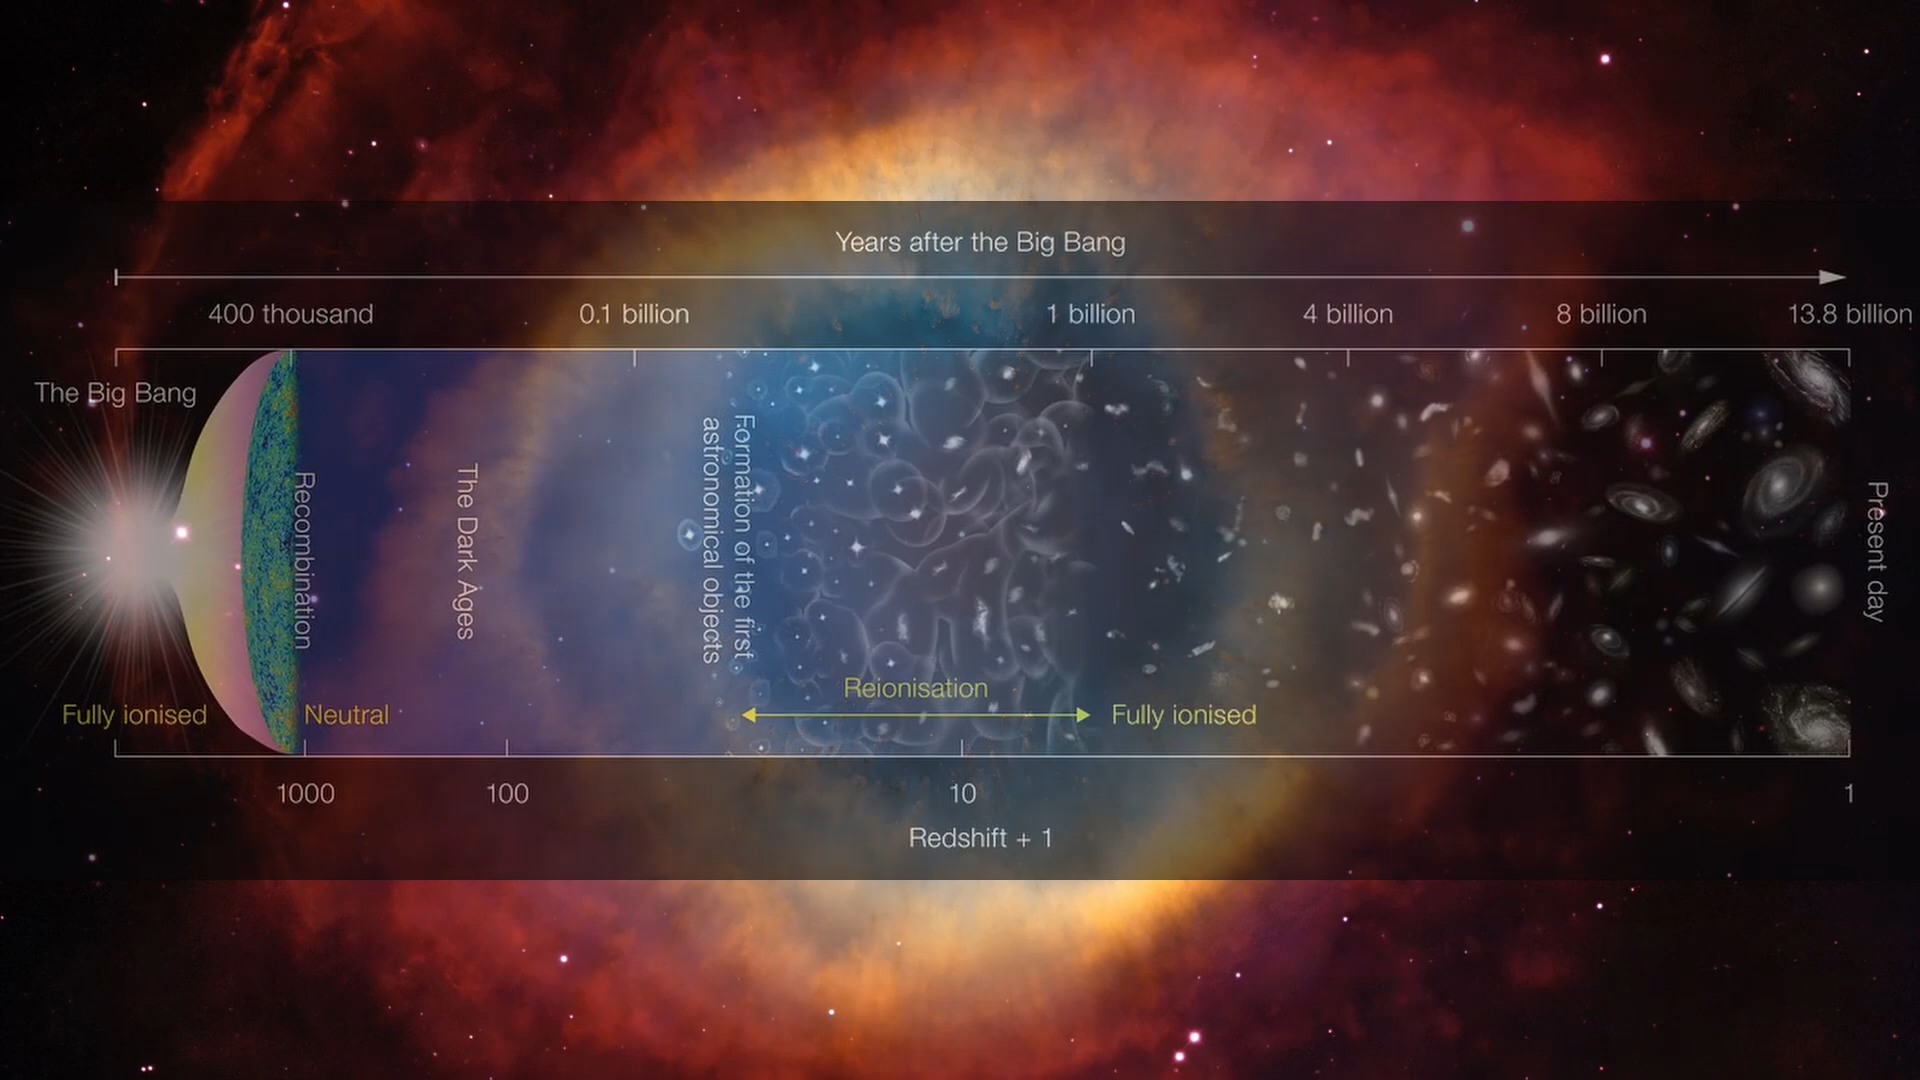 Years after the Big Bang
400 thousand
0.1 billion
1 billion
4 billion
8 billion
13.8 billion
The Big Bang
Recombination
The Dark Ages
Formation of the first
astronomical objects
Present day
Reionisation
Fully ionised
Neutral
Fully ionised
1000
100
10
1
Redshift + 1